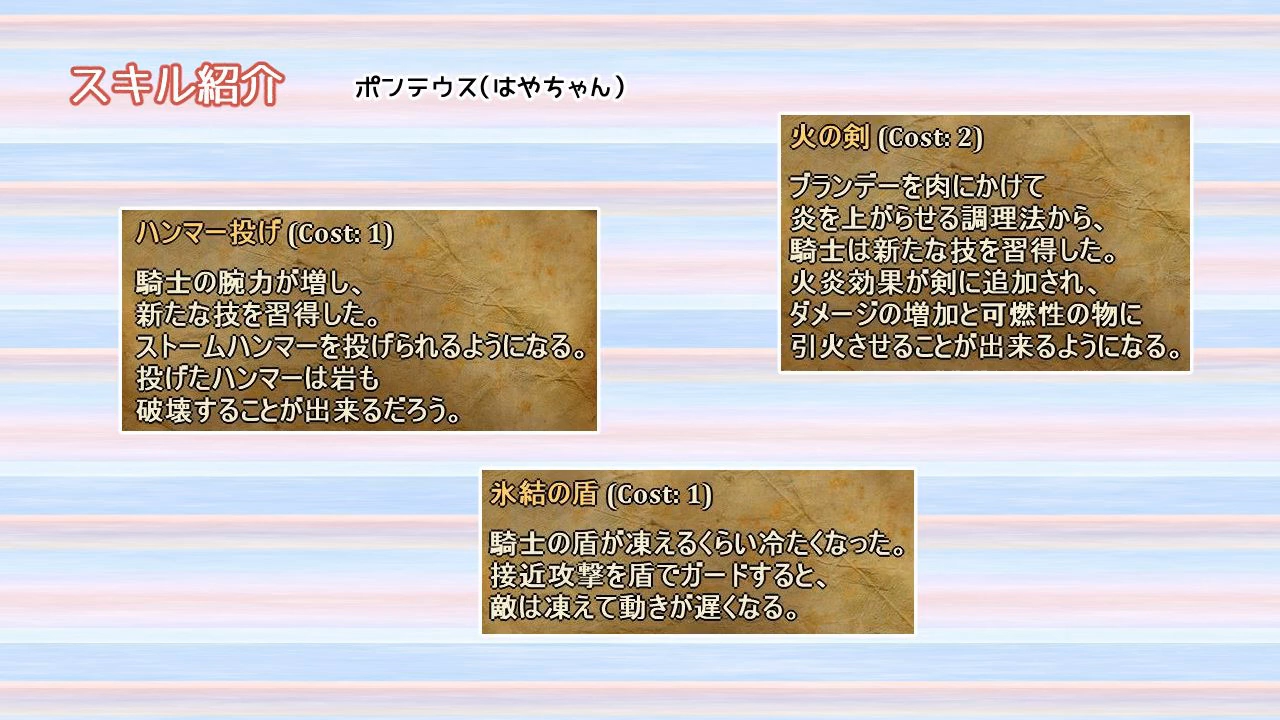 スキル紹介
ポンテウス(はやちゃん)
ハンマー投げ (Cost: 1)
騎士の腕力が増し、
新たな技を習得した。
ストームハンマーを投げられるようになる。
投げたハンマーは岩も
破壊することが出来るだろう。
火の剣 (Cost: 2)
ブランデーを肉にかけて
炎を上がらせる調理法から、
騎士は新たな技を習得した。
火炎効果が剣に追加され、
ダメージの増加と可燃性の物に
引火させることが出来るようになる。
氷結の盾 (Cost: 1)
騎士の盾が凍えるくらい冷たくなった。
接近攻撃を盾でガードすると、
敵は凍えて動きが遅くなる。